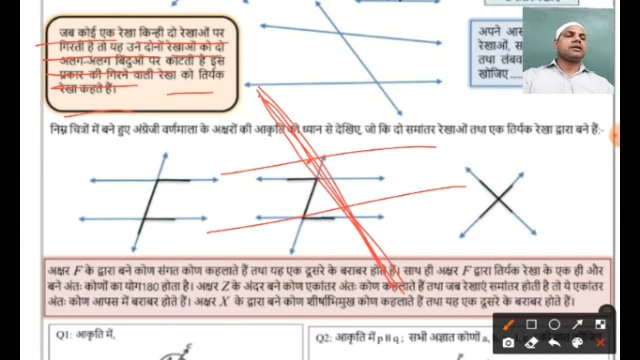 जब कोई एक रेखा किन्ही दो रेखाओं पर
गिरती है तो यह उन दोनो रेखाओं को दो
अलग-अलग बिंदुओं पर काटती है इस
प्रकार की गिरने वाली रेखा को तिर्यक
रेखा कहते हैं।
अपने आस
रेखाओं, स
तथा लंबव
खोजिए
निम्न चित्रों में बने हुए अंग्रेजी वर्णमाला के अक्षरों की आकृति को ध्यान से देखिए, जो कि दो समांतर रेखाओं तथा एक तिर्यक रेखा द्वारा बने हैं:-
अक्षर F के द्वारा बने कोण संगत कोण कहलाते हैं तथा यह एक दूसरे के बराबर होते हैं। साथ ही अक्षर F द्वारा तिर्यक रेखा के एक ही और
बने अंतः कोणों का योग180 होता है। अक्षर Z के अंदर बने कोण एकांतर अंतः कोण कहलाते हैं तथा जब रेखाएं समांतर होती है तो ये एकांतर
अंतः कोण आपस में बराबर होते हैं। अक्षर X के द्वारा बने कोण शीर्षाभिमुख कोण कहलाते हैं तथा यह एक दूसरे के बराबर होते हैं।
Q1: आकृति में,
Q2: आकृति में p॥q; सभी अज्ञात कोणों a, b,